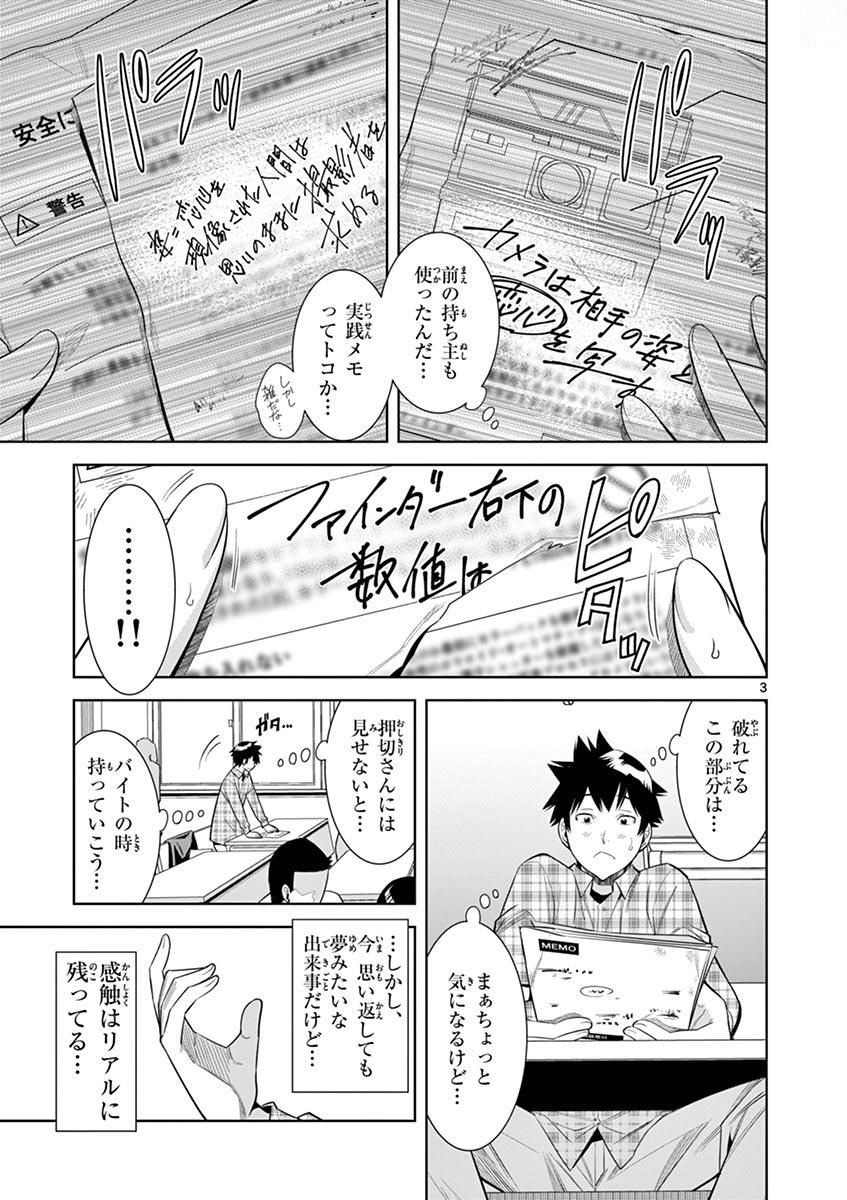 パラッ
カメラは相手の姿と
恋心を写す
前の持ち主も
使ったんだ…
パラッ
安全に
警告
姿=恋心を
現像された人間は
思いのままに撮影者を
求める
実践メモ
ってトコか…
しかし
雑だな…
ピタッ
ファインダー右下の
数値は
を入れない
………!!
3
破れてる
この部分は…
MEMO
まぁちょっと
気になるけど…
押切さんには
見せないと…
ガタ…
バイトの時
持っていこう…
…しかし、
今 思い返しても
夢みたいな
出来事だけど…
感触はリアルに
残ってる…